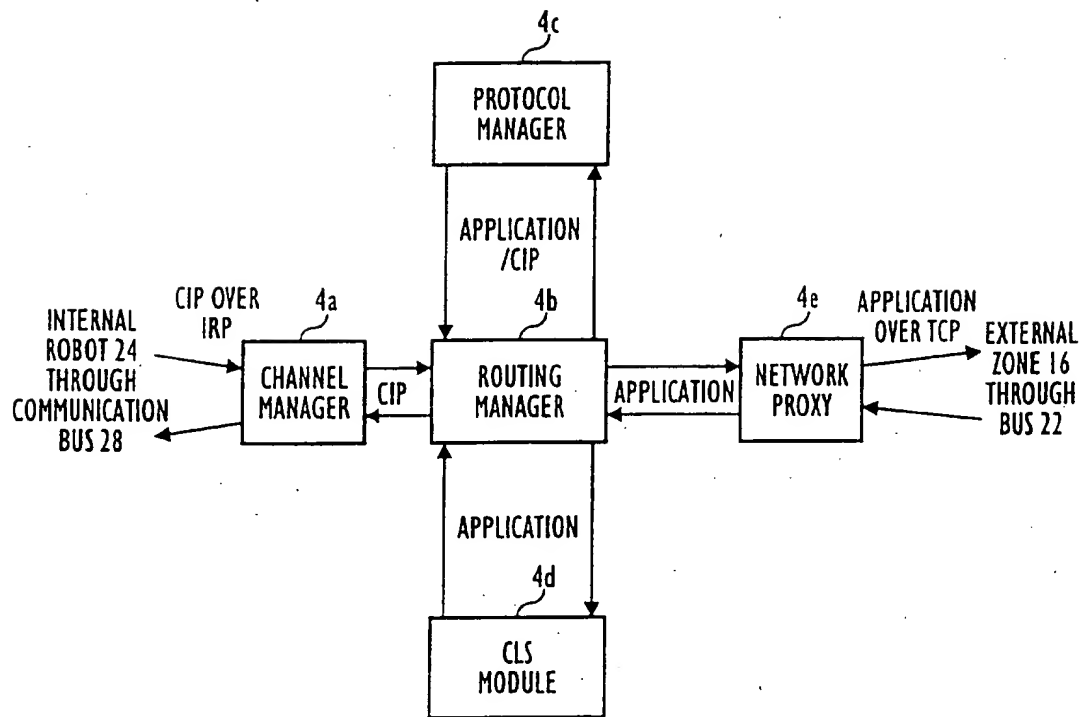 4c
PROTOCOL
MANAGER
APPLICATION
/CIP
CIP OVER
IRP
4a
4b
4e
APPLICATION
OVER TCP
INTERNAL
ROBOT 24
THROUGH
COMMUNICATION
BUS 28
CHANNEL
MANAGER
CIP
ROUTING
MANAGER
APPLICATION
NETWORK
PROXY
EXTERNAL
ZONE 16
THROUGH
BUS 22
APPLICATION
4d
CLS
MODULE